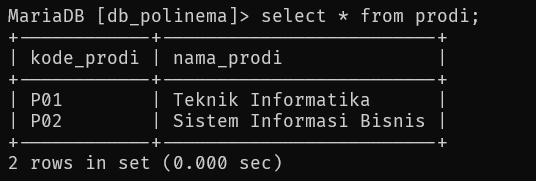 MariaDB [db_polinema]> select * from prodi;
+------------+-------------------------+
| kode_prodi | nama_prodi              |
+------------+-------------------------+
| P01        | Teknik Informatika      |
| P02        | Sistem Informasi Bisnis |
+------------+-------------------------+
2 rows in set (0.000 sec)